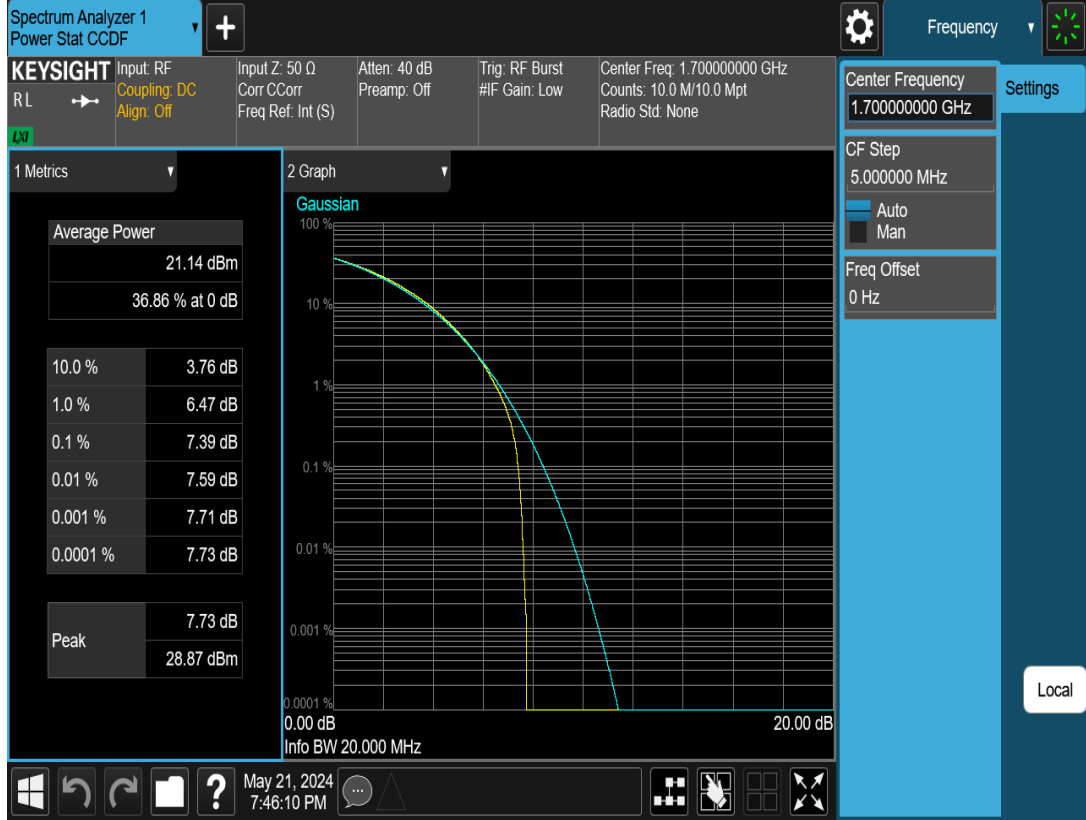 Spectrum Analyzer 1
Power Stat CCDF
+
Frequency
KEYSIGHT
RL
LXI
Input: RF
Coupling: DC
Align: Off
Input Z: 50 Ω
Corr CCorr
Freq Ref: Int (S)
Atten: 40 dB
Preamp: Off
Trig: RF Burst
#IF Gain: Low
Center Freq: 1.700000000 GHz
Counts: 10.0 M/10.0 Mpt
Radio Std: None
Center Frequency
1.700000000 GHz
Settings
CF Step
5.000000 MHz
Auto
Man
Freq Offset
0 Hz
1 Metrics
Average Power
21.14 dBm
36.86 % at 0 dB
10.0 % 3.76 dB
1.0 % 6.47 dB
0.1 % 7.39 dB
0.01 % 7.59 dB
0.001 % 7.71 dB
0.0001 % 7.73 dB
Peak
7.73 dB
28.87 dBm
2 Graph
Gaussian
100 %
10 %
1 %
0.1 %
0.01 %
0.001 %
0.0001 %
0.00 dB 20.00 dB
Info BW 20.000 MHz
Local
?
May 21, 2024
7:46:10 PM